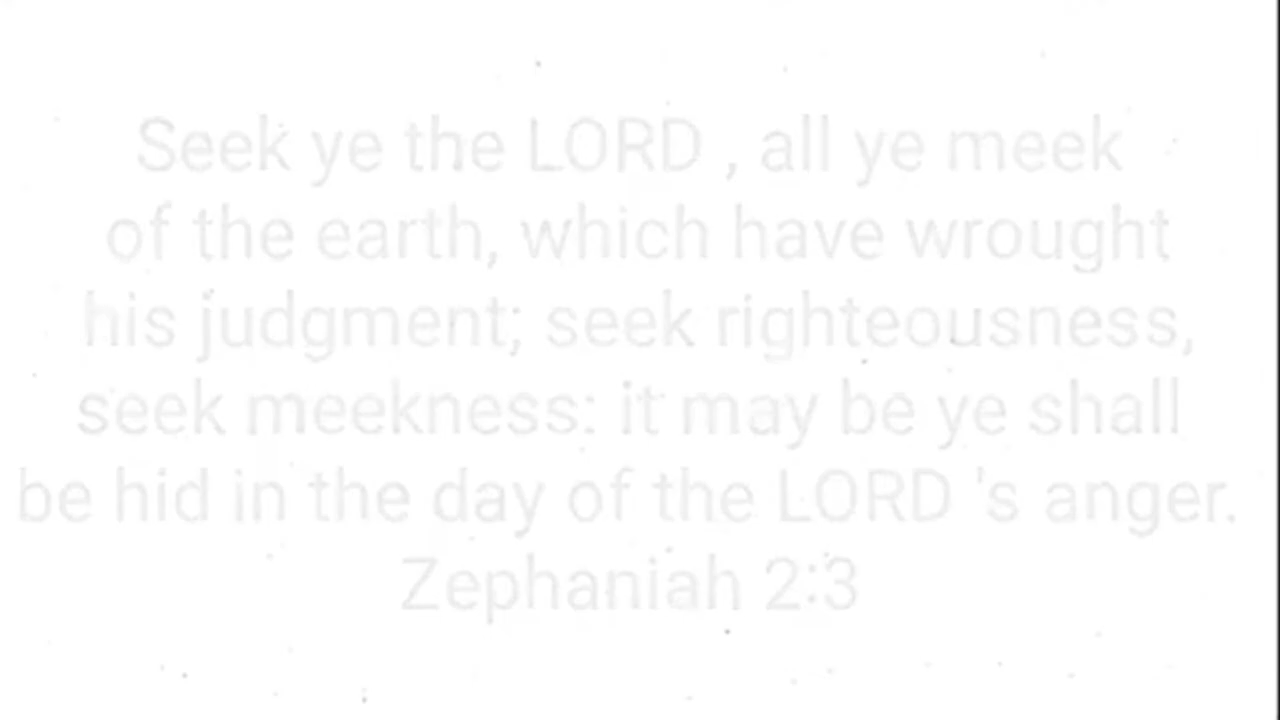 Seek ye the LORD , all ye meek
of the earth, which have wrought
his judgment; seek righteousness,
seek meekness: it may be ye shall
be hid in the day of the LORD 's anger.
Zephaniah 2:3